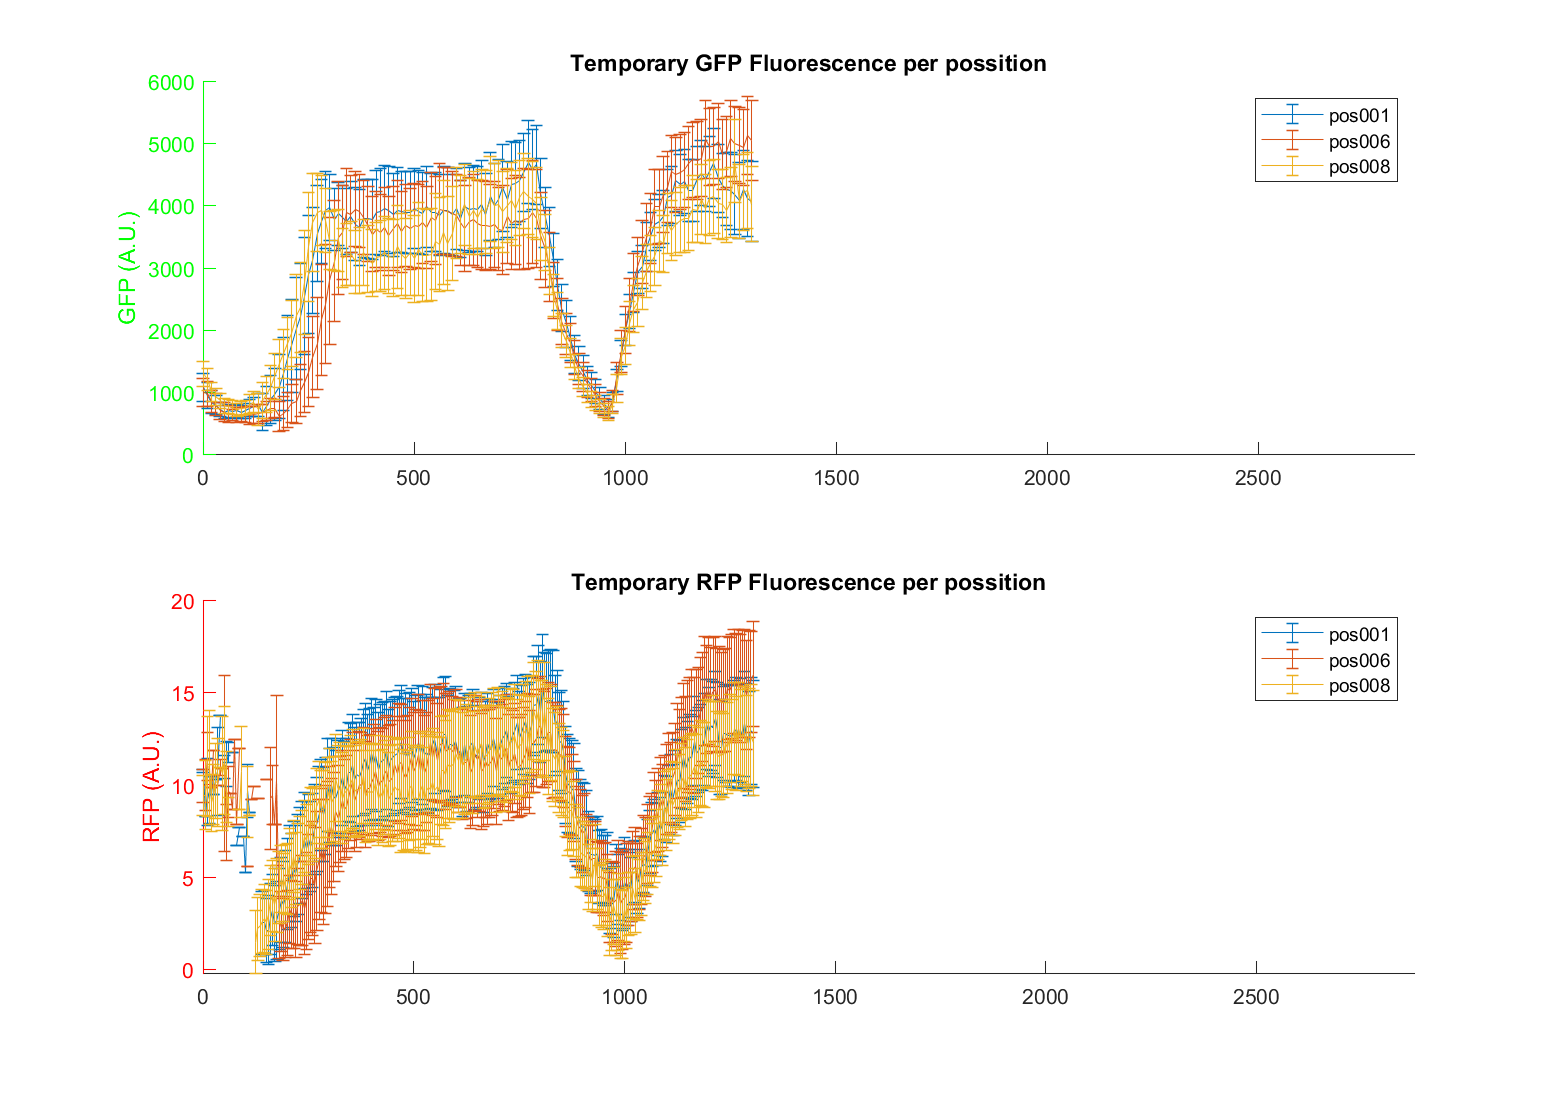 Temporary GFP Fluorescence per possition
GFP (A.U.)
6000
5000
4000
3000
2000
1000
0
0 500 1000 1500 2000 2500
pos001
pos006
pos008
Temporary RFP Fluorescence per possition
RFP (A.U.)
20
15
10
5
0
0 500 1000 1500 2000 2500
pos001
pos006
pos008